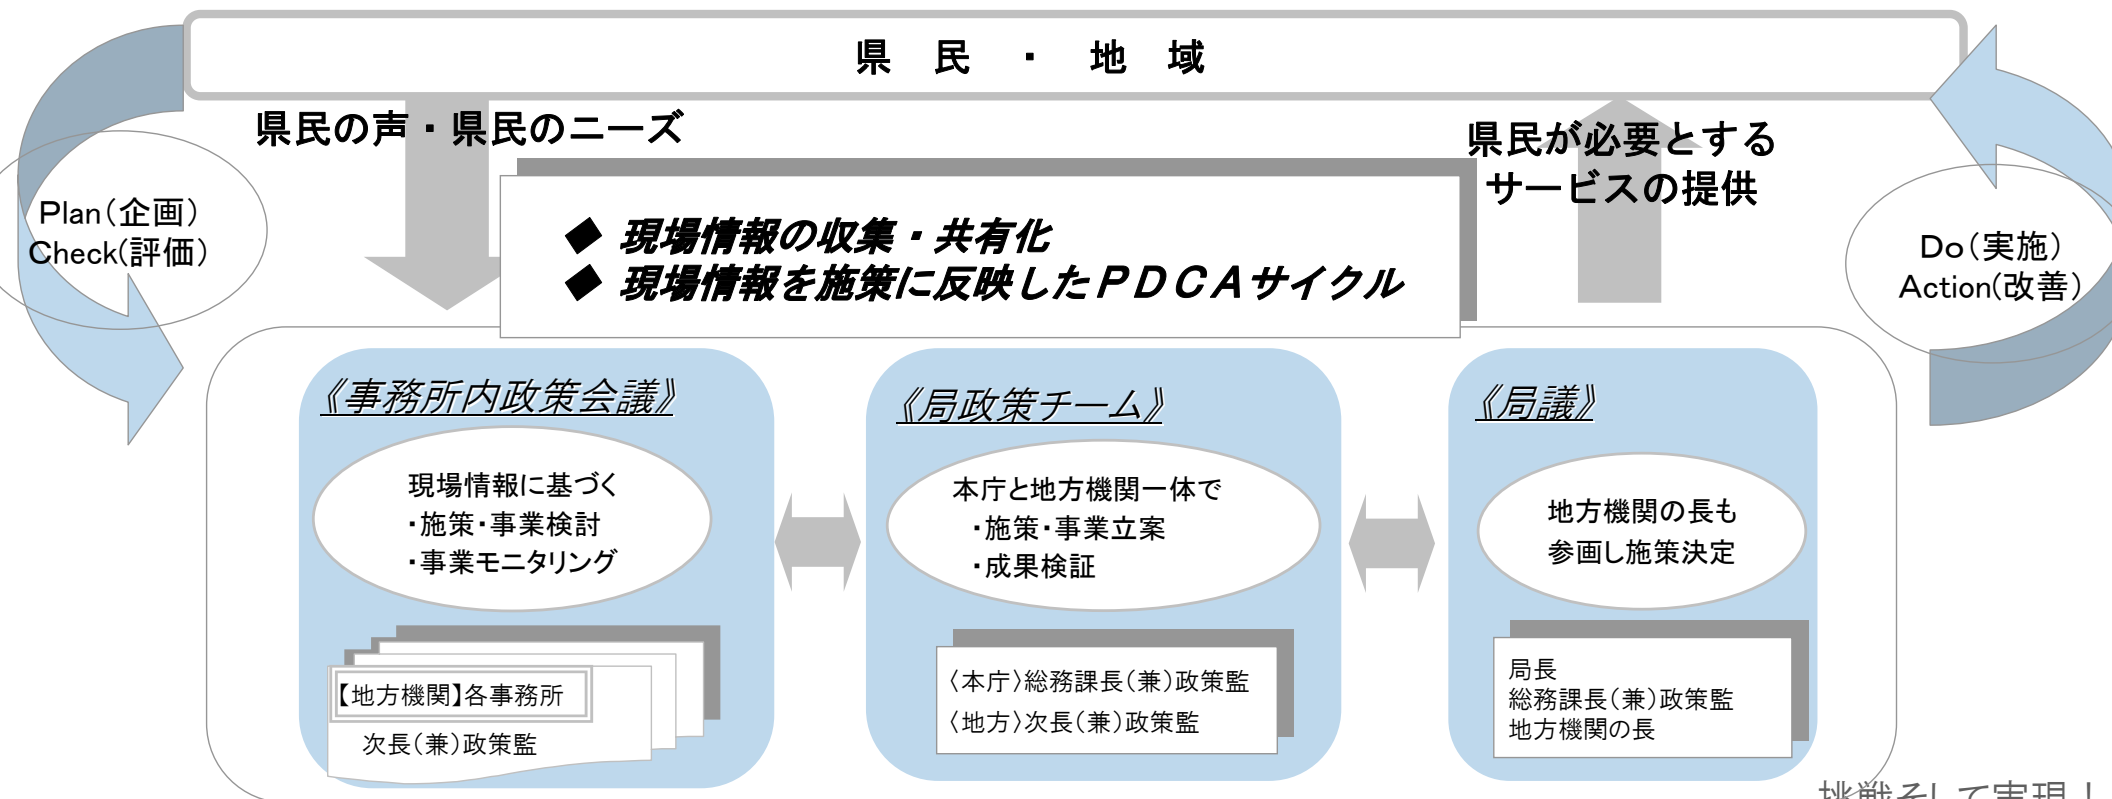 県　民　・　地　域
県民の声・県民のニーズ
県民が必要とする
サービスの提供
Plan（企画）
Check(評価）
◆ 現場情報の収集・共有化
◆ 現場情報を施策に反映したＰＤＣＡサイクル
Ｄｏ（実施）
Action(改善）
《事務所内政策会議》
現場情報に基づく
・施策・事業検討
・事業モニタリング
【地方機関】各事務所
次長（兼）政策監
《局政策チーム》
本庁と地方機関一体で
・施策・事業立案
・成果検証
〈本庁〉総務課長（兼）政策監
〈地方〉次長（兼）政策監
《局議》
地方機関の長も
参画し施策決定
局長
総務課長（兼）政策監
地方機関の長
挑戦そして実現！